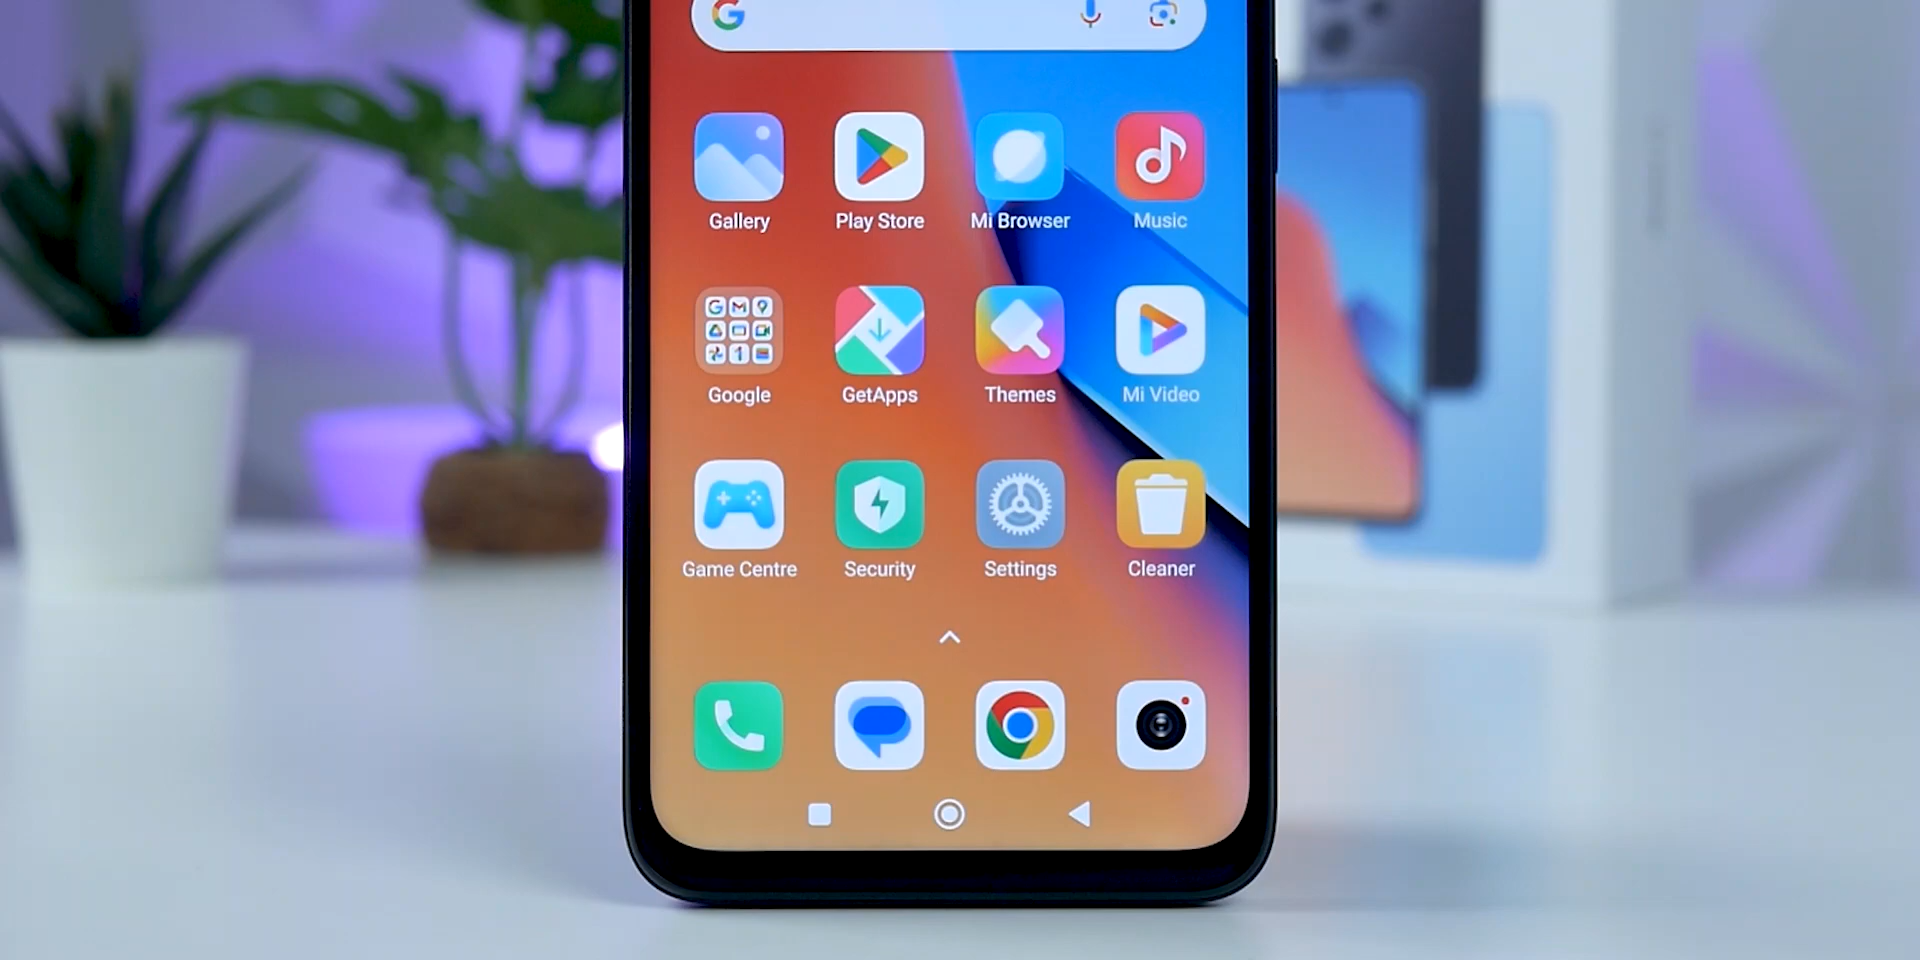 Gallery Play Store Mi Browser Music
Google GetApps Themes Mi Video
Game Centre Security Settings Cleaner